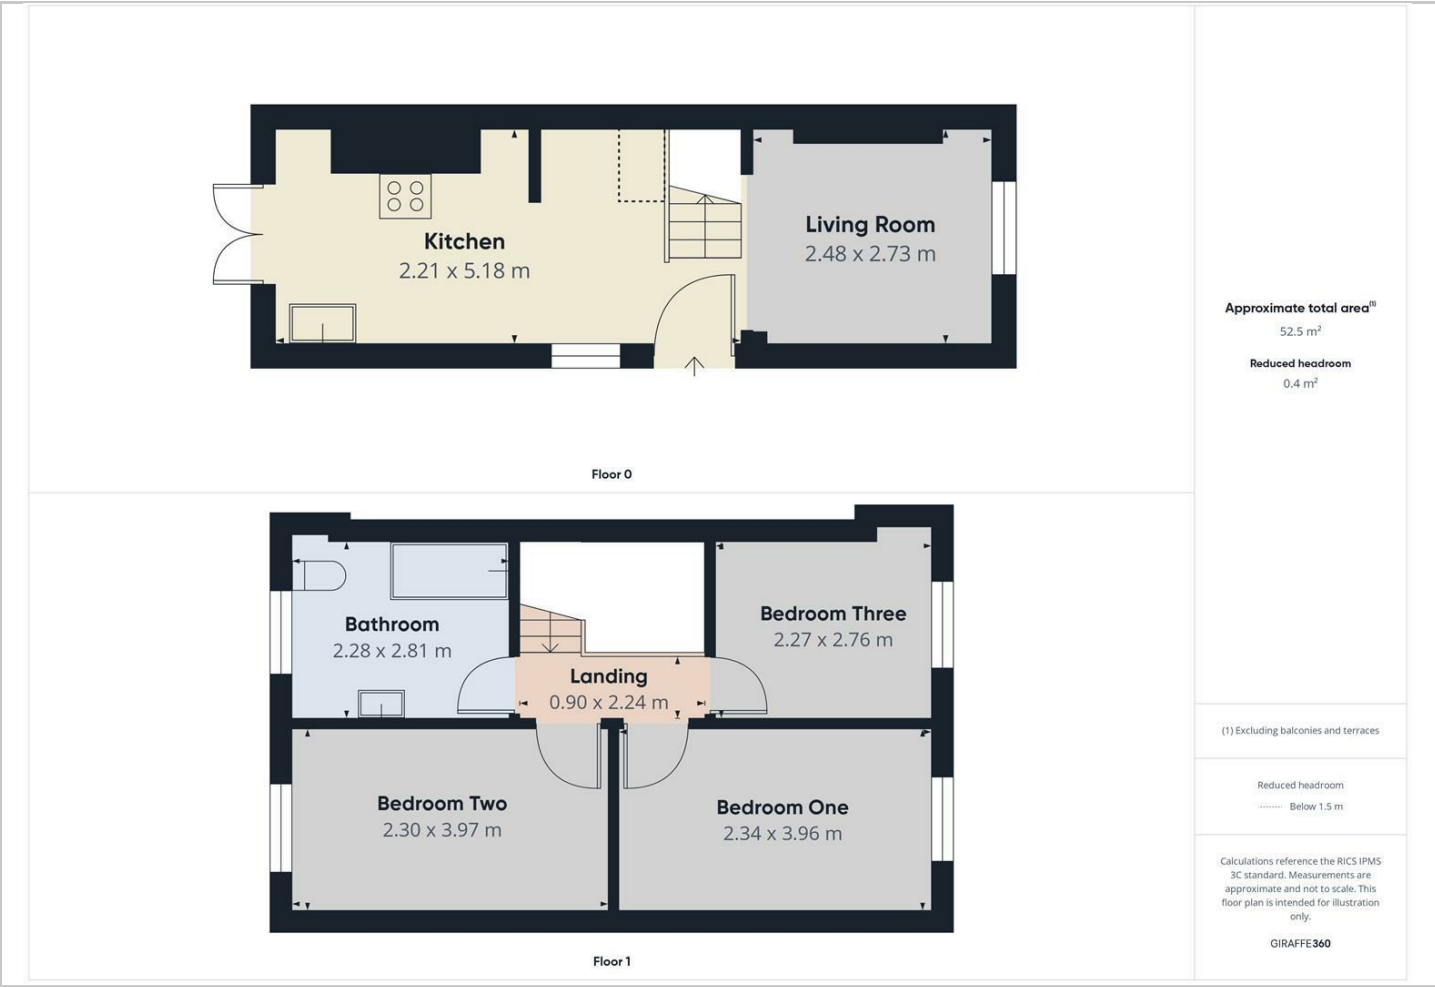 Kitchen
2.21 x 5.18 m
Living Room
2.48 x 2.73 m
Floor 0
Bathroom
2.28 x 2.81 m
Landing
0.90 x 2.24 m
Bedroom Three
2.27 x 2.76 m
Bedroom Two
2.30 x 3.97 m
Bedroom One
2.34 x 3.96 m
Floor 1
Approximate total area(1)
52.5 m²
Reduced headroom
0.4 m²
(1) Excluding balconies and terraces
Reduced headroom
Below 1.5 m
Calculations reference the RICS IPMS
3C standard. Measurements are
approximate and not to scale. This
floor plan is intended for illustration
only.
GIRAFFE360